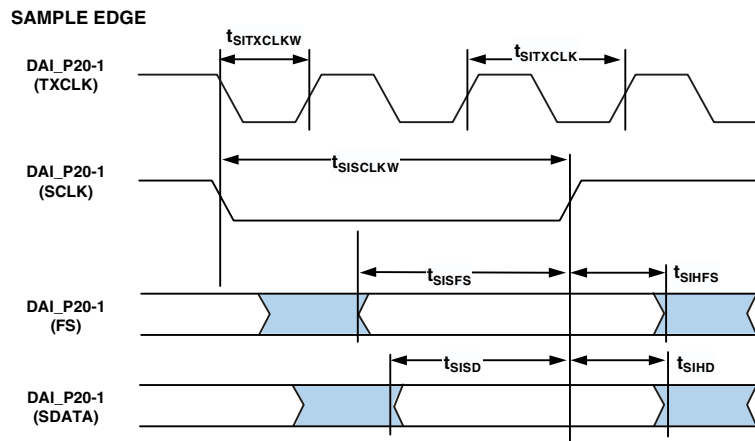 SAMPLE EDGE
DAI_P20-1
(TXCLK)
tSITXCLKW
tSITXCLK
DAI_P20-1
(SCLK)
tSISCLKW
DAI_P20-1
(FS)
tSISFS
tSIHFS
DAI_P20-1
(SDATA)
tSISD
tSIHD